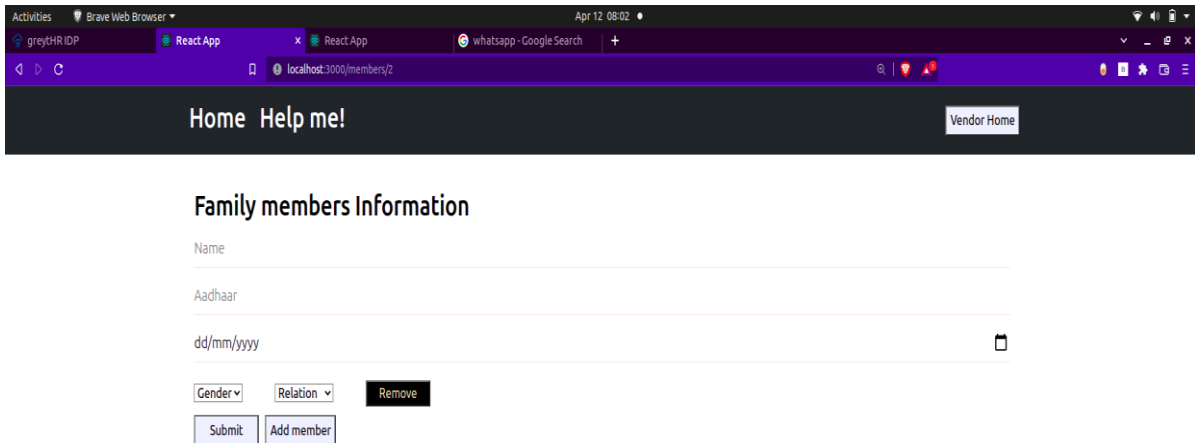 Activities Brave Web Browser Apr 12 08:02
greytHR IDP React App x React App whatsapp - Google Search +
localhost:3000/members/2
Home Help me! Vendor Home
Family members Information
Name
Aadhaar
dd/mm/yyyy
Gender Relation Remove
Submit Add member